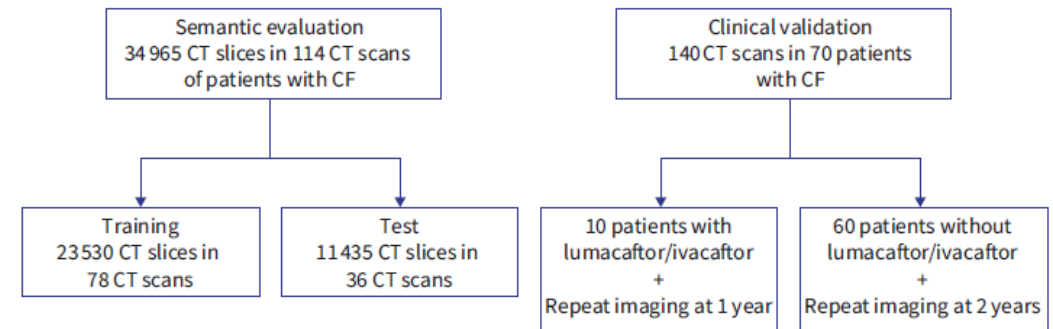 Semantic evaluation
34 965 CT slices in 114 CT scans
of patients with CF
Clinical validation
140 CT scans in 70 patients
with CF
Training
23 530 CT slices in
78 CT scans
Test
11 435 CT slices in
36 CT scans
10 patients with
lumacaftor/ivacaftor
+
Repeat imaging at 1 year
60 patients without
lumacaftor/ivacaftor
+
Repeat imaging at 2 years